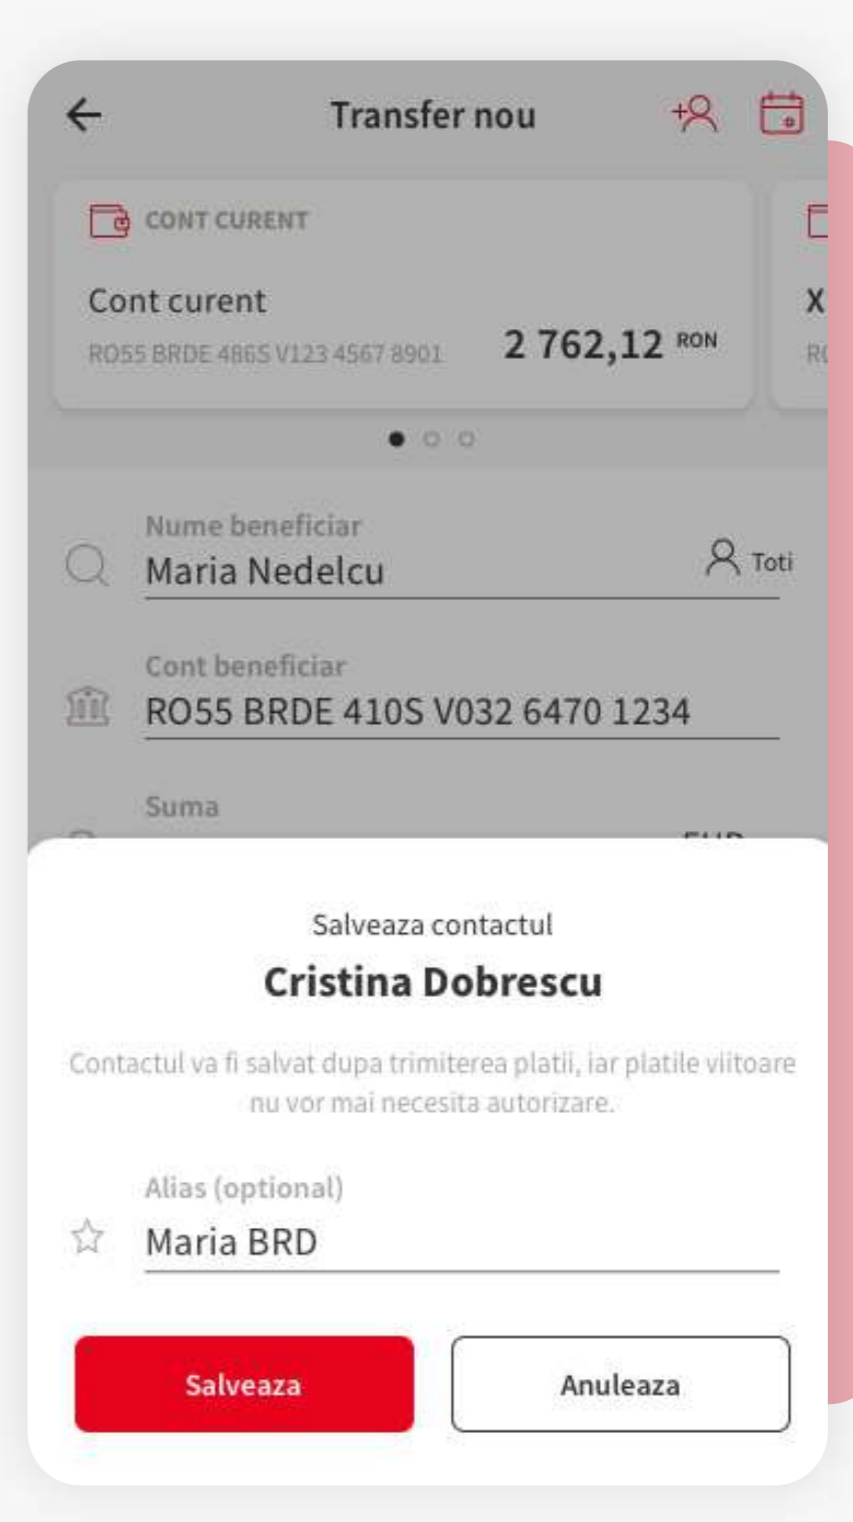 Transfer nou
CONT CURENT
Cont curent
RO55 BRDE 486S V123 4567 8901
2 762,12 RON
X
Nume beneficiar
Maria Nedelcu
Toti
Cont beneficiar
RO55 BRDE 410S V032 6470 1234
Suma
Salveaza contactul
Cristina Dobrescu
Contactul va fi salvat dupa trimiterea platii, iar platile viitoare
nu vor mai necesita autorizare.
Alias (optional)
Maria BRD
Salveaza
Anuleaza